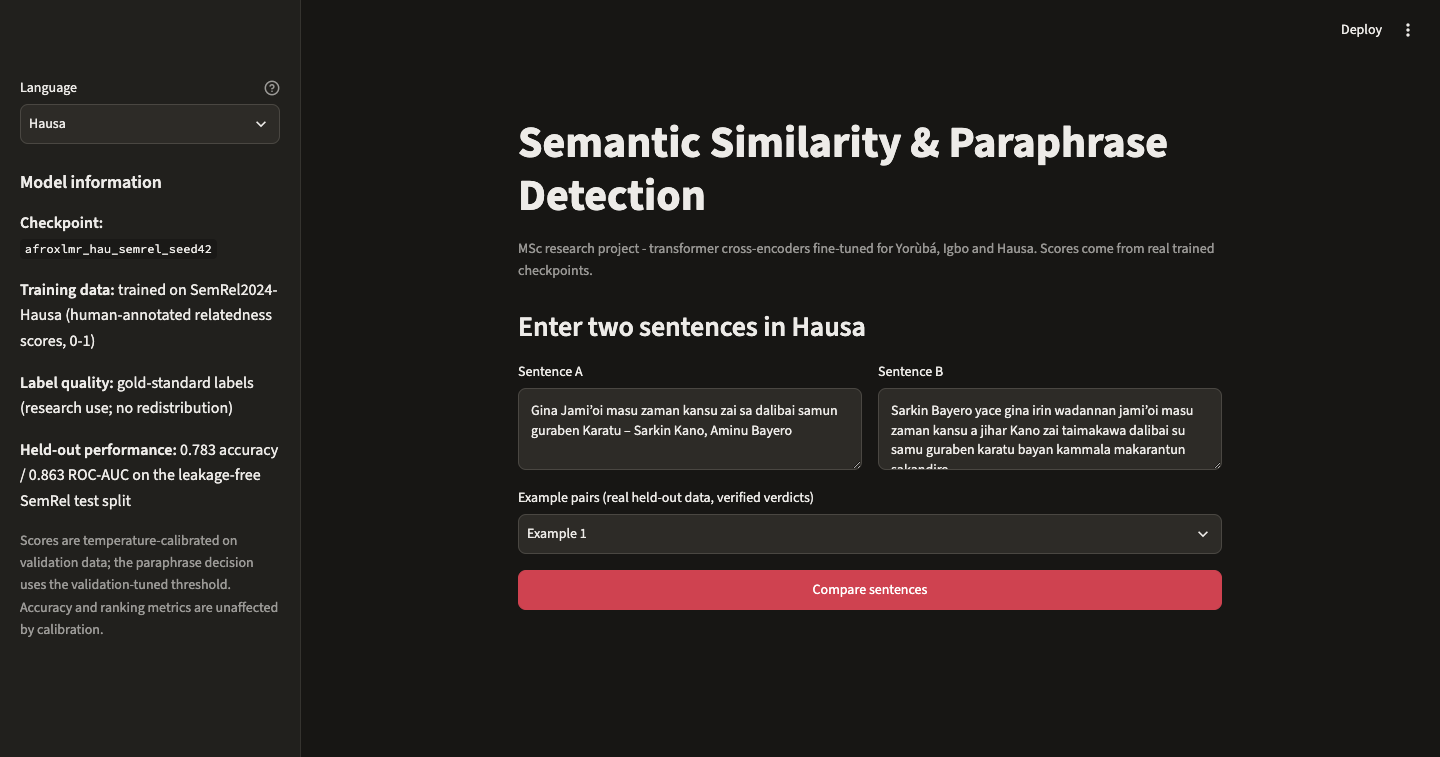 Deploy
Language
Hausa
Model information
Checkpoint:
afroxlmr_hau_semrel_seed42
Training data: trained on SemRel2024-
Hausa (human-annotated relatedness
scores, 0-1)
Label quality: gold-standard labels
(research use; no redistribution)
Held-out performance: 0.783 accuracy
/ 0.863 ROC-AUC on the leakage-free
SemRel test split
Scores are temperature-calibrated on
validation data; the paraphrase decision
uses the validation-tuned threshold.
Accuracy and ranking metrics are unaffected
by calibration.
Semantic Similarity & Paraphrase
Detection
MSc research project - transformer cross-encoders fine-tuned for Yorùbá, Igbo and Hausa. Scores come from real trained
checkpoints.
Enter two sentences in Hausa
Sentence A
Gina Jami’oi masu zaman kansu zai sa dalibai samun
guraben Karatu – Sarkin Kano, Aminu Bayero
Sentence B
Sarkin Bayero yace gina irin wadannan jami’oi masu
zaman kansu a jihar Kano zai taimakawa dalibai su
samu guraben karatu bayan kammala makarantun
Example pairs (real held-out data, verified verdicts)
Example 1
Compare sentences